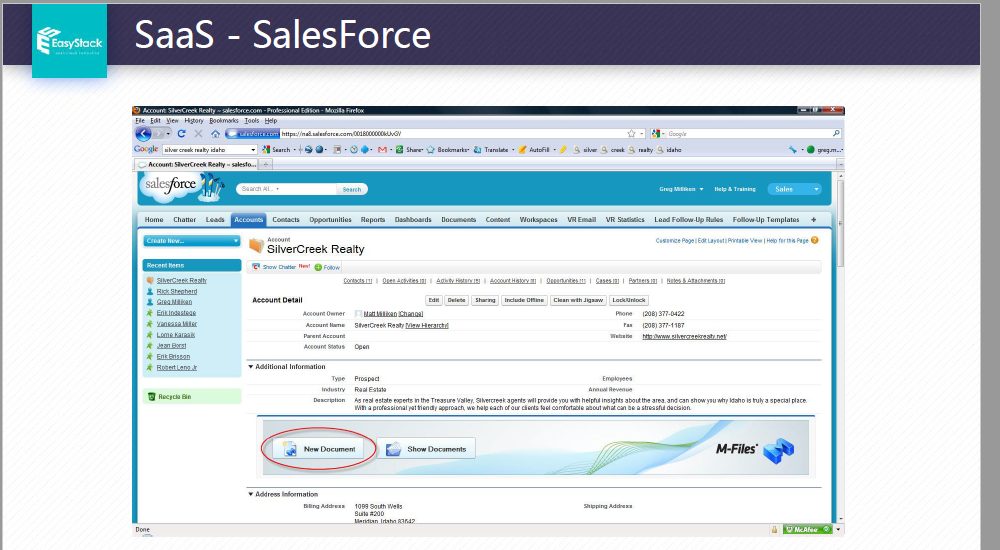 EasyStack
SaaS - SalesForce
Account: SilverCreek Realty ~ salesforce.com - Professional Edition - Mozilla Firefox
File Edit View History Bookmarks Tools Help
salesforce.com https://na8.salesforce.com/0018000000kUvGY Google
Google silver creek realty idaho Search Share Bookmarks Translate AutoFill silver creek realty idaho greg.m...
Account: SilverCreek Realty ~ salesfo...
salesforce Search All... Search Greg Milliken Help & Training Sales
Home Chatter Leads Accounts Contacts Opportunities Reports Dashboards Documents Content Workspaces VR Email VR Statistics Lead Follow-Up Rules Follow-Up Templates +
Create New...
Recent Items
SilverCreek Realty
Rick Shepherd
Greg Milliken
Erik Indestege
Vanessa Miller
Lorne Karasik
Jean Borst
Erik Brisson
Robert Leno Jr
Recycle Bin
Account
SilverCreek Realty
Customize Page | Edit Layout | Printable View | Help for this Page
Show Chatter New! Follow
Contacts [1] | Open Activities [0] | Activity History [5] | Account History [0] | Opportunities [1] | Cases [0] | Partners [0] | Notes & Attachments [0]
Account Detail Edit Delete Sharing Include Offline Clean with Jigsaw Lock/Unlock
Account Owner Matt Milliken [Change] Phone (208) 377-0422
Account Name SilverCreek Realty [View Hierarchy] Fax (208) 377-1187
Parent Account Website http://www.silvercreekrealty.net/
Account Status Open
Additional Information
Type Prospect Employees
Industry Real Estate Annual Revenue
Description As real estate experts in the Treasure Valley, Silvercreek agents will provide you with helpful insights about the area, and can show you why Idaho is truly a special place.
With a professional yet friendly approach, we help each of our clients feel comfortable about what can be a stressful decision.
New Document Show Documents M-Files
Address Information
Billing Address 1099 South Wells Shipping Address
Suite #200
Meridian, Idaho 83642
Done McAfee